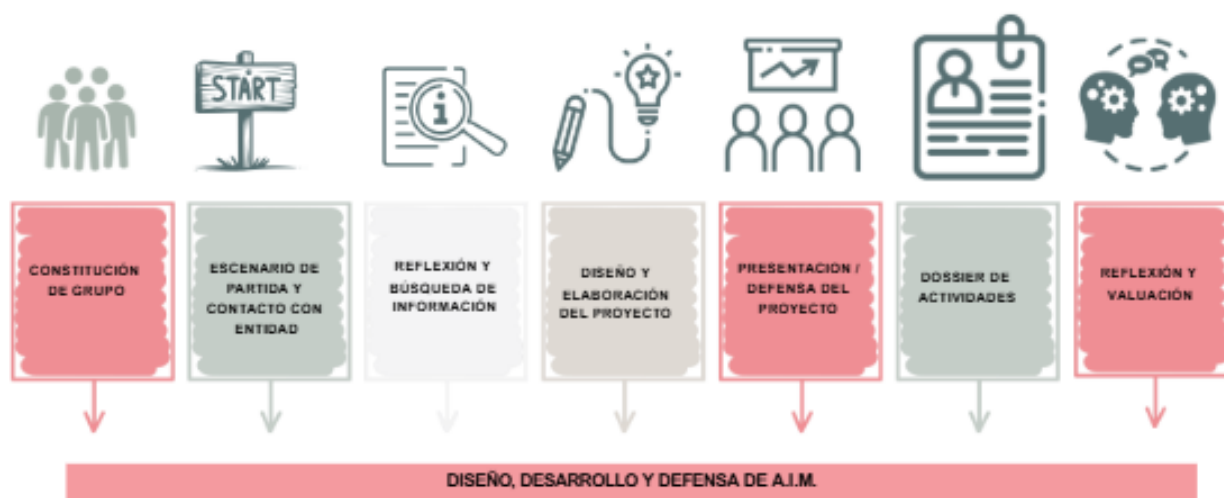 START
i
CONSTITUCIÓN
DE GRUPO
ESCENARIO DE
PARTIDA Y
CONTACTO CON
ENTIDAD
REFLEXIÓN Y
BÚSQUEDA DE
INFORMACIÓN
DISEÑO Y
ELABORACIÓN
DEL PROYECTO
PRESENTACION /
DEFENSA DEL
PROYECTO
DOSSIER DE
ACTIVIDADES
REFLEXIÓN Y
VALUACIÓN
DISEÑO, DESARROLLO Y DEFENSA DE A.I.M.